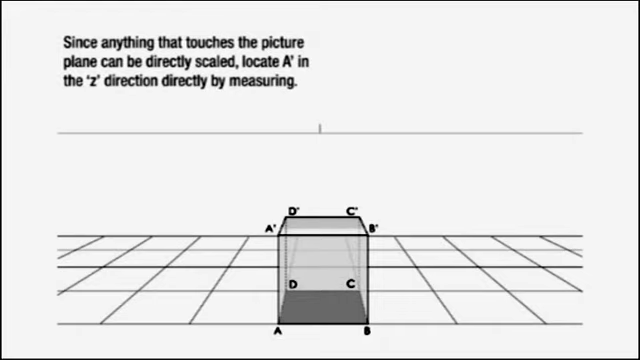 Since anything that touches the picture
plane can be directly scaled, locate A' in
the 'z' direction directly by measuring.
D' C'
A' B'
D C
A B